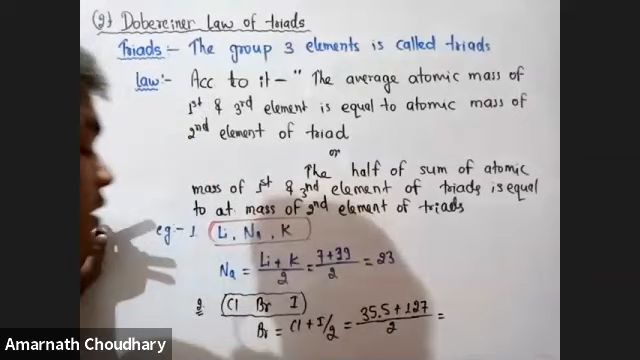 (2) Dobereiner Law of triads
Triads:- The group 3 elements is called triads
Law:- Acc to it - "The average atomic mass of
1st & 3rd element is equal to atomic mass of
2nd element of triad
or
The half of sum of atomic
mass of 1st & 3nd element of triads is equal
to at mass of 2nd element of triads
eg:- 1. Li, Na, K
Na = Li + K/2 = 7+39/2 = 23
2 Cl Br I
Br = Cl + I/2 = 35.5 + 127/2 =
Amarnath Choudhary